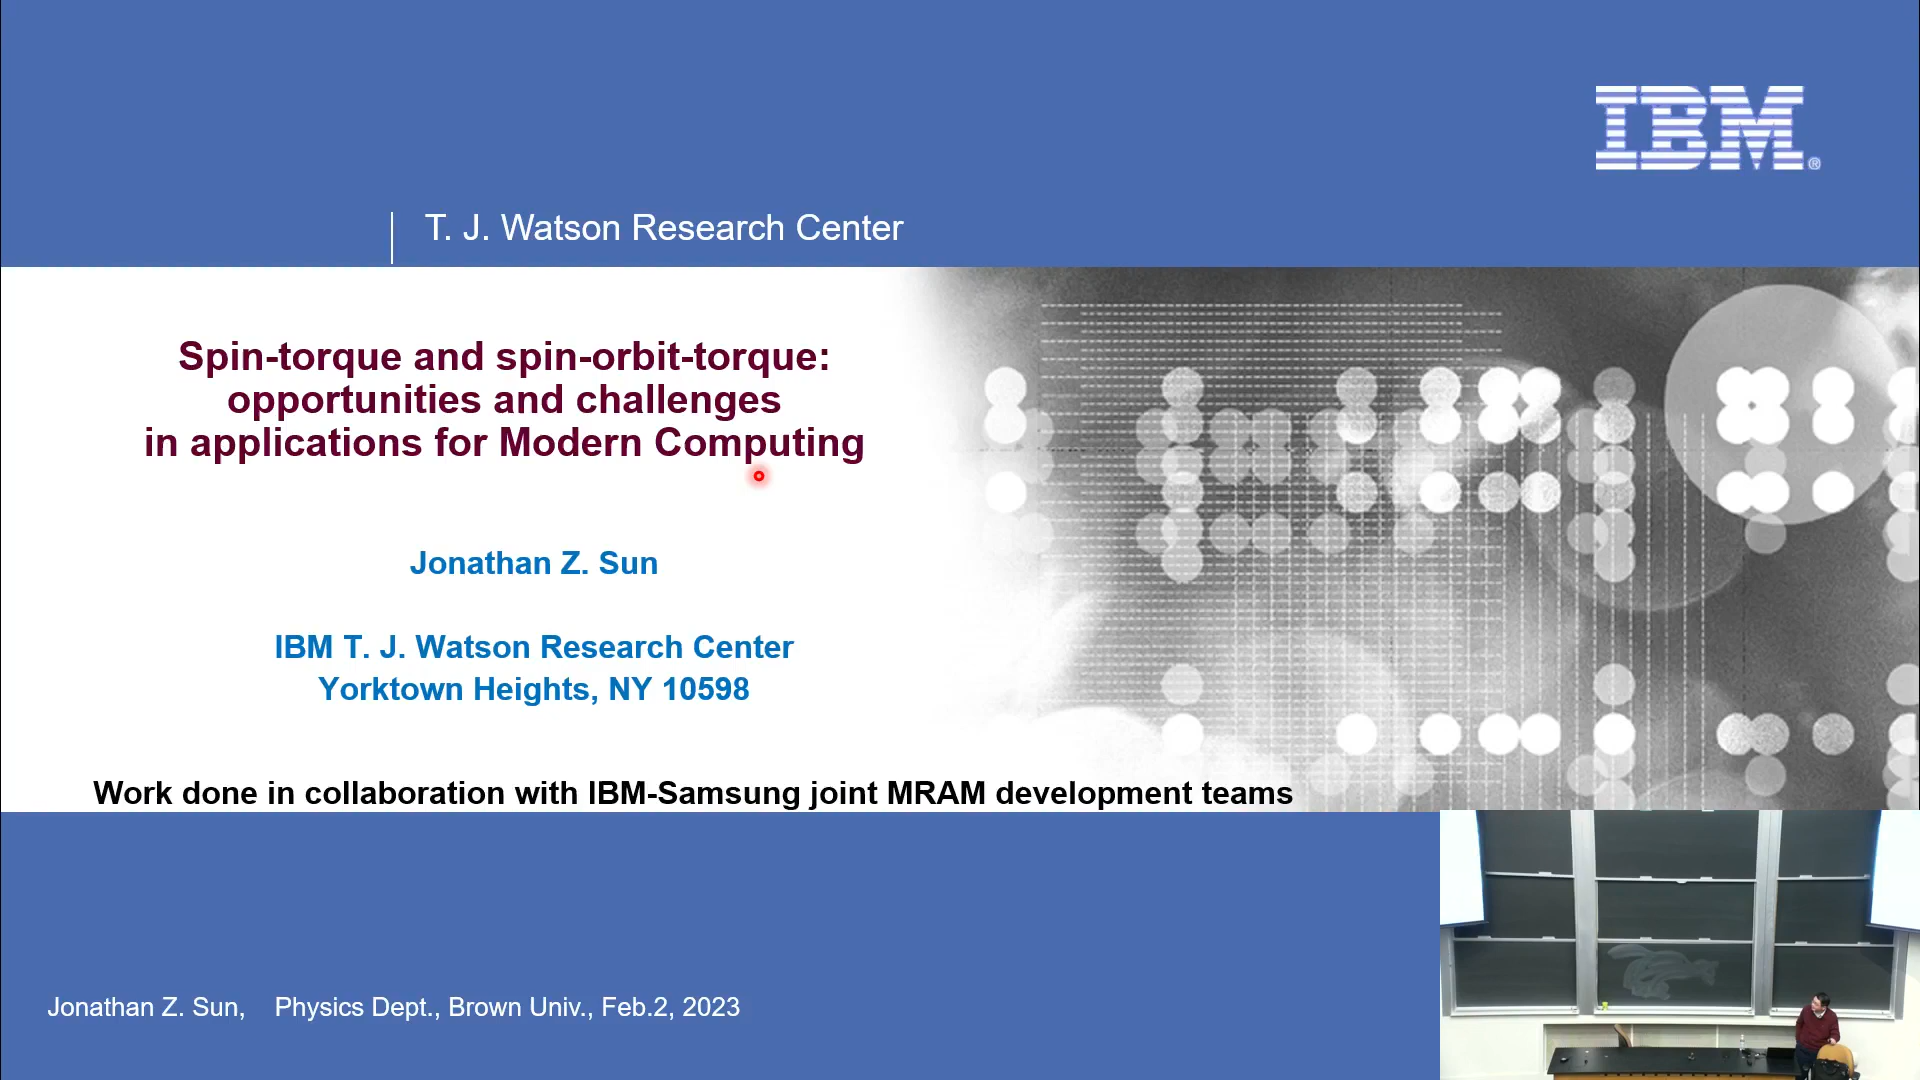 IBM®
T. J. Watson Research Center
Spin-torque and spin-orbit-torque:
opportunities and challenges
in applications for Modern Computing
Jonathan Z. Sun
IBM T. J. Watson Research Center
Yorktown Heights, NY 10598
Work done in collaboration with IBM-Samsung joint MRAM development teams
Jonathan Z. Sun, Physics Dept., Brown Univ., Feb.2, 2023